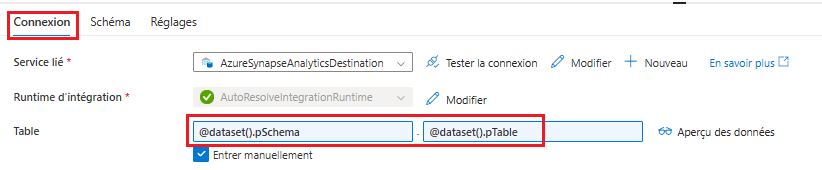 Connexion Schéma Réglages
Service lié * AzureSynapseAnalyticsDestination Tester la connexion Modifier Nouveau En savoir plus
Runtime d'intégration * AutoResolveIntegrationRuntime Modifier
Table @dataset().pSchema . @dataset().pTable Aperçu des données
Entrer manuellement